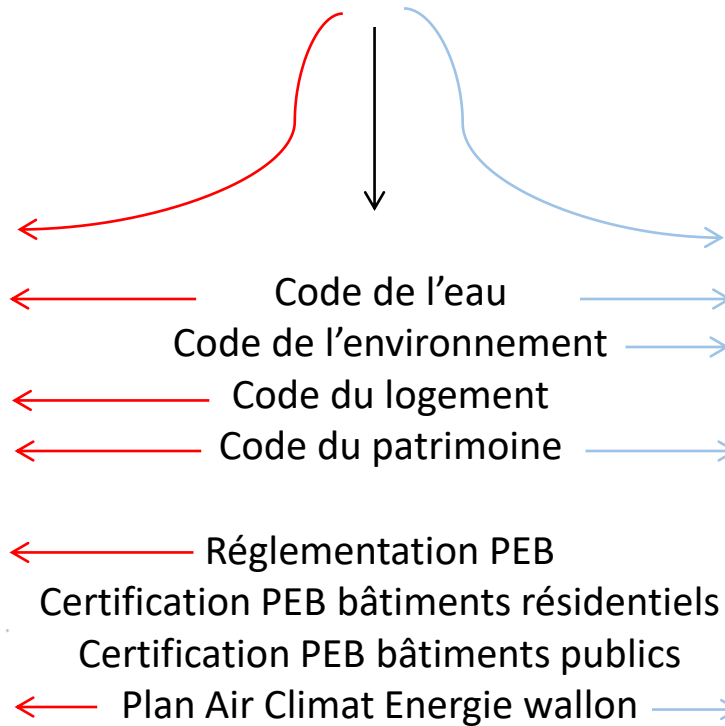 Code de l’eau
Code de l’environnement
Code du logement
Code du patrimoine
Réglementation PEB
Certification PEB bâtiments résidentiels
Certification PEB bâtiments publics
Plan Air Climat Energie wallon